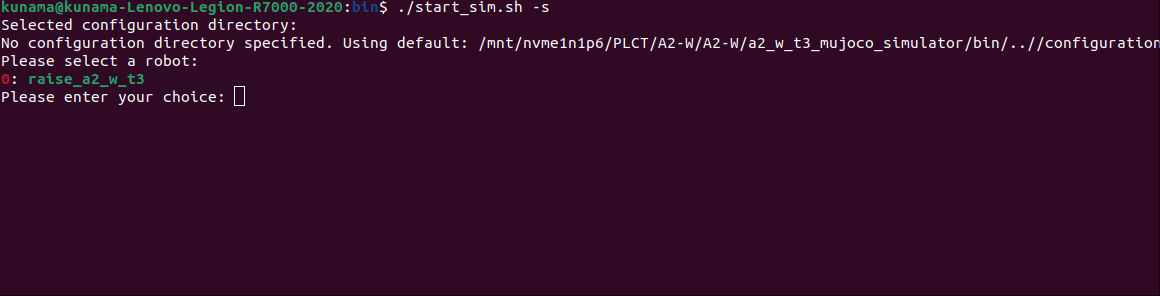 kunama@kunama-Lenovo-Legion-R7000-2020:bin$ ./start_sim.sh -s
Selected configuration directory:
No configuration directory specified. Using default: /mnt/nvme1n1p6/PLCT/A2-W/A2-W/a2_w_t3_mujoco_simulator/bin/..//configuration
Please select a robot:
0: raise_a2_w_t3
Please enter your choice: